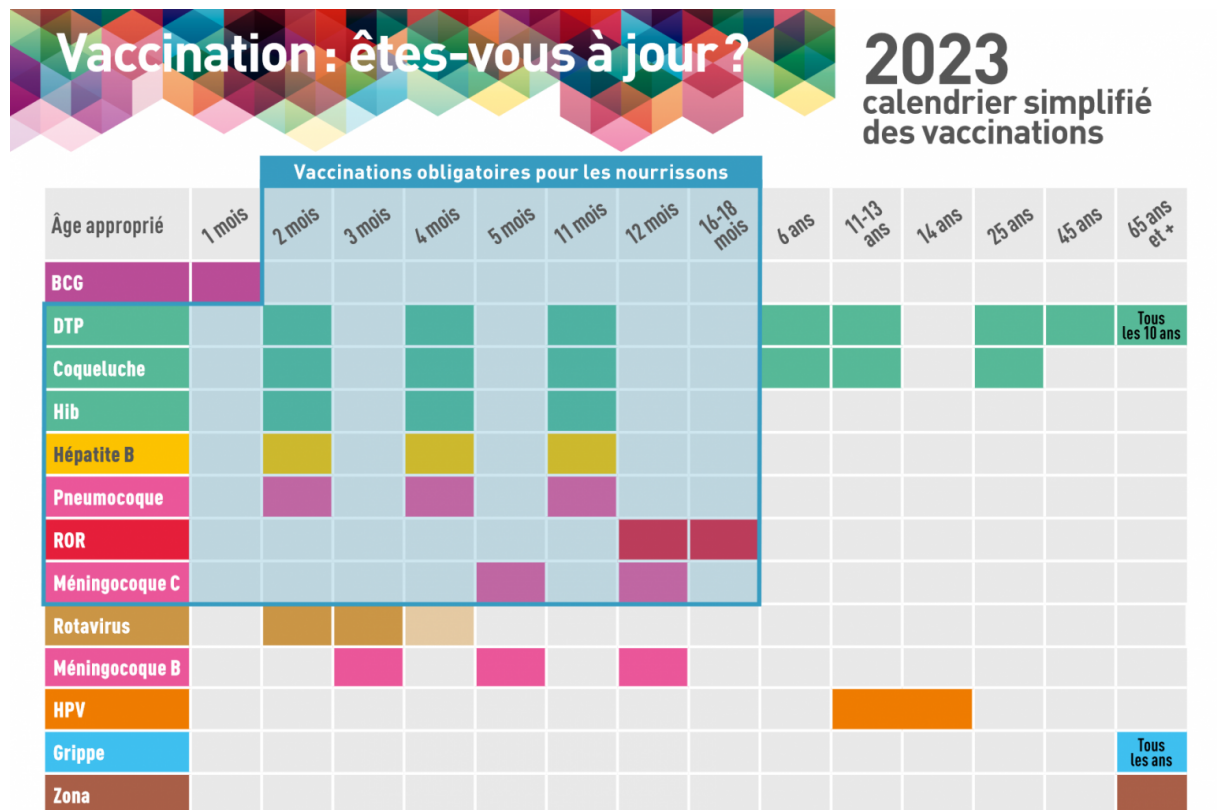 Vaccination : êtes-vous à jour ?
2023
calendrier simplifié
des vaccinations
Vaccinations obligatoires pour les nourrissons
Âge approprié
1 mois
2 mois
3 mois
4 mois
5 mois
11 mois
12 mois
16-18
mois
6 ans
11-13
ans
14 ans
25 ans
45 ans
65 ans
et +
BCG
DTP
Tous
les 10 ans
Coqueluche
Hib
Hépatite B
Pneumocoque
ROR
Méningocoque C
Rotavirus
Méningocoque B
HPV
Grippe
Tous
les ans
Zona